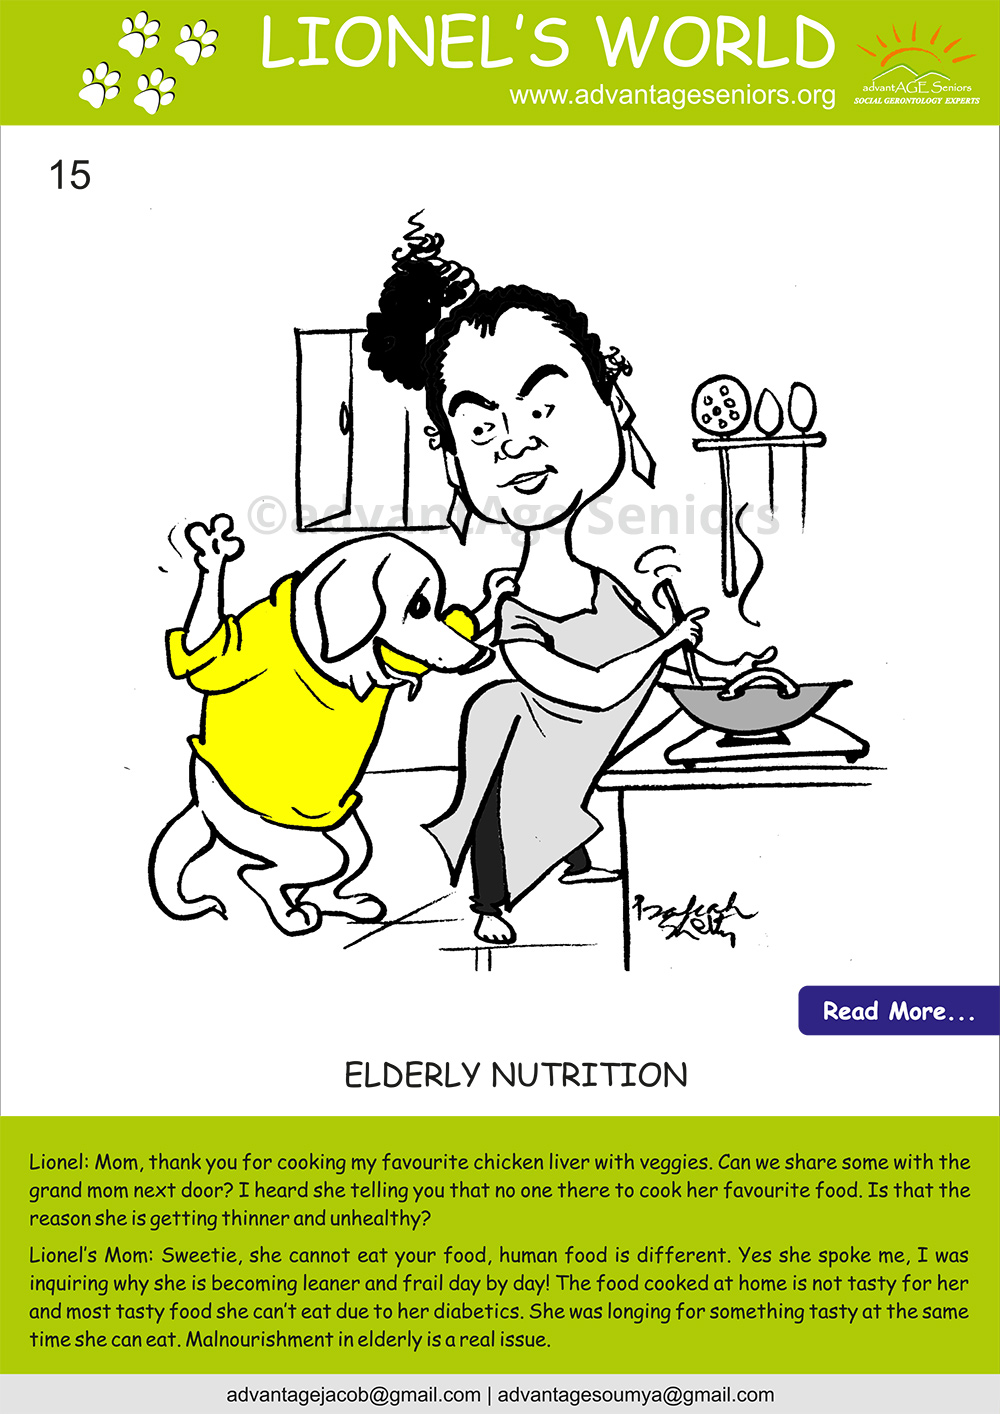 LIONEL'S WORLD
www.advantageseniors.org
advantAGE Seniors
SOCIAL GERONTOLOGY EXPERTS
15
©advantAge Seniors
Shetty
Read More...
ELDERLY NUTRITION
Lionel: Mom, thank you for cooking my favourite chicken liver with veggies. Can we share some with the
grand mom next door? I heard she telling you that no one there to cook her favourite food. Is that the
reason she is getting thinner and unhealthy?
Lionel's Mom: Sweetie, she cannot eat your food, human food is different. Yes she spoke me, I was
inquiring why she is becoming leaner and frail day by day! The food cooked at home is not tasty for her
and most tasty food she can't eat due to her diabetics. She was longing for something tasty at the same
time she can eat. Malnourishment in elderly is a real issue.
advantagejacob@gmail.com | advantagesoumya@gmail.com